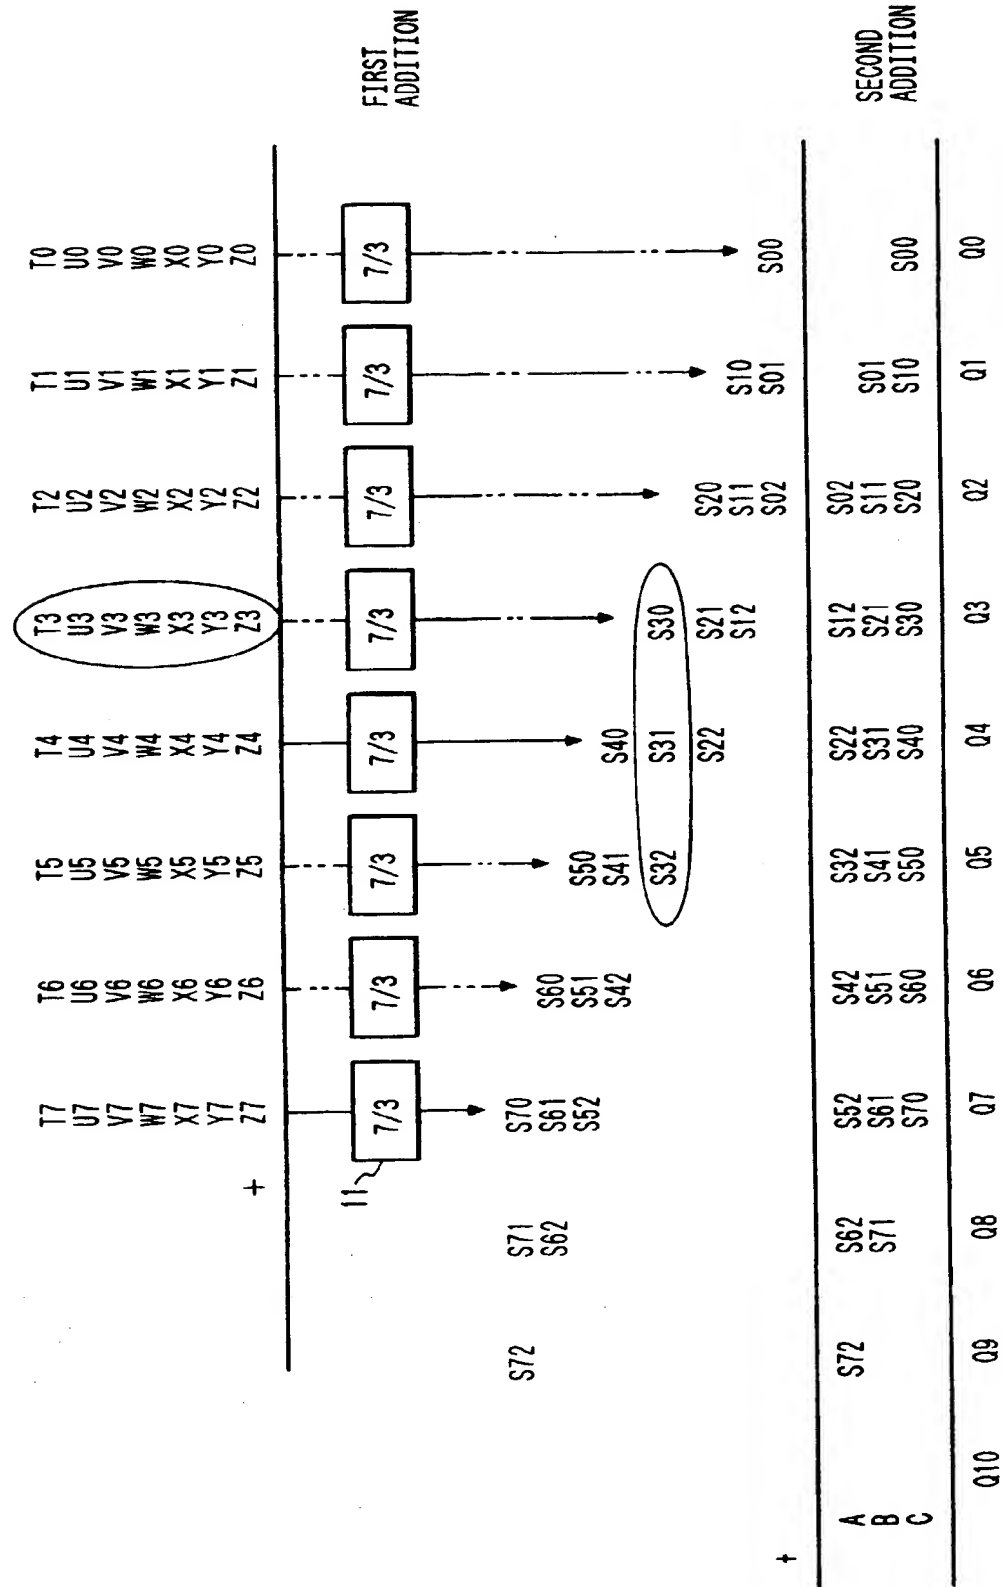 T7 T6 T5 T4 T3 T2 T1 T0
U7 U6 U5 U4 U3 U2 U1 U0
V7 V6 V5 V4 V3 V2 V1 V0
W7 W6 W5 W4 W3 W2 W1 W0
X7 X6 X5 X4 X3 X2 X1 X0
Y7 Y6 Y5 Y4 Y3 Y2 Y1 Y0
+ Z7 Z6 Z5 Z4 Z3 Z2 Z1 Z0
11 7/3 7/3 7/3 7/3 7/3 7/3 7/3 7/3
FIRST
ADDITION
S72 S71 S70
S62 S61 S60
S52 S51 S50
S42 S41 S40
S32 S31 S30
S22 S21 S20
S12 S11 S10
S02 S01 S00
+
A S72 S62 S52 S42 S32 S22 S12 S02
B S71 S61 S51 S41 S31 S21 S11 S01
C S70 S60 S50 S40 S30 S20 S10 S00
SECOND
ADDITION
Q10 Q9 Q8 Q7 Q6 Q5 Q4 Q3 Q2 Q1 Q0